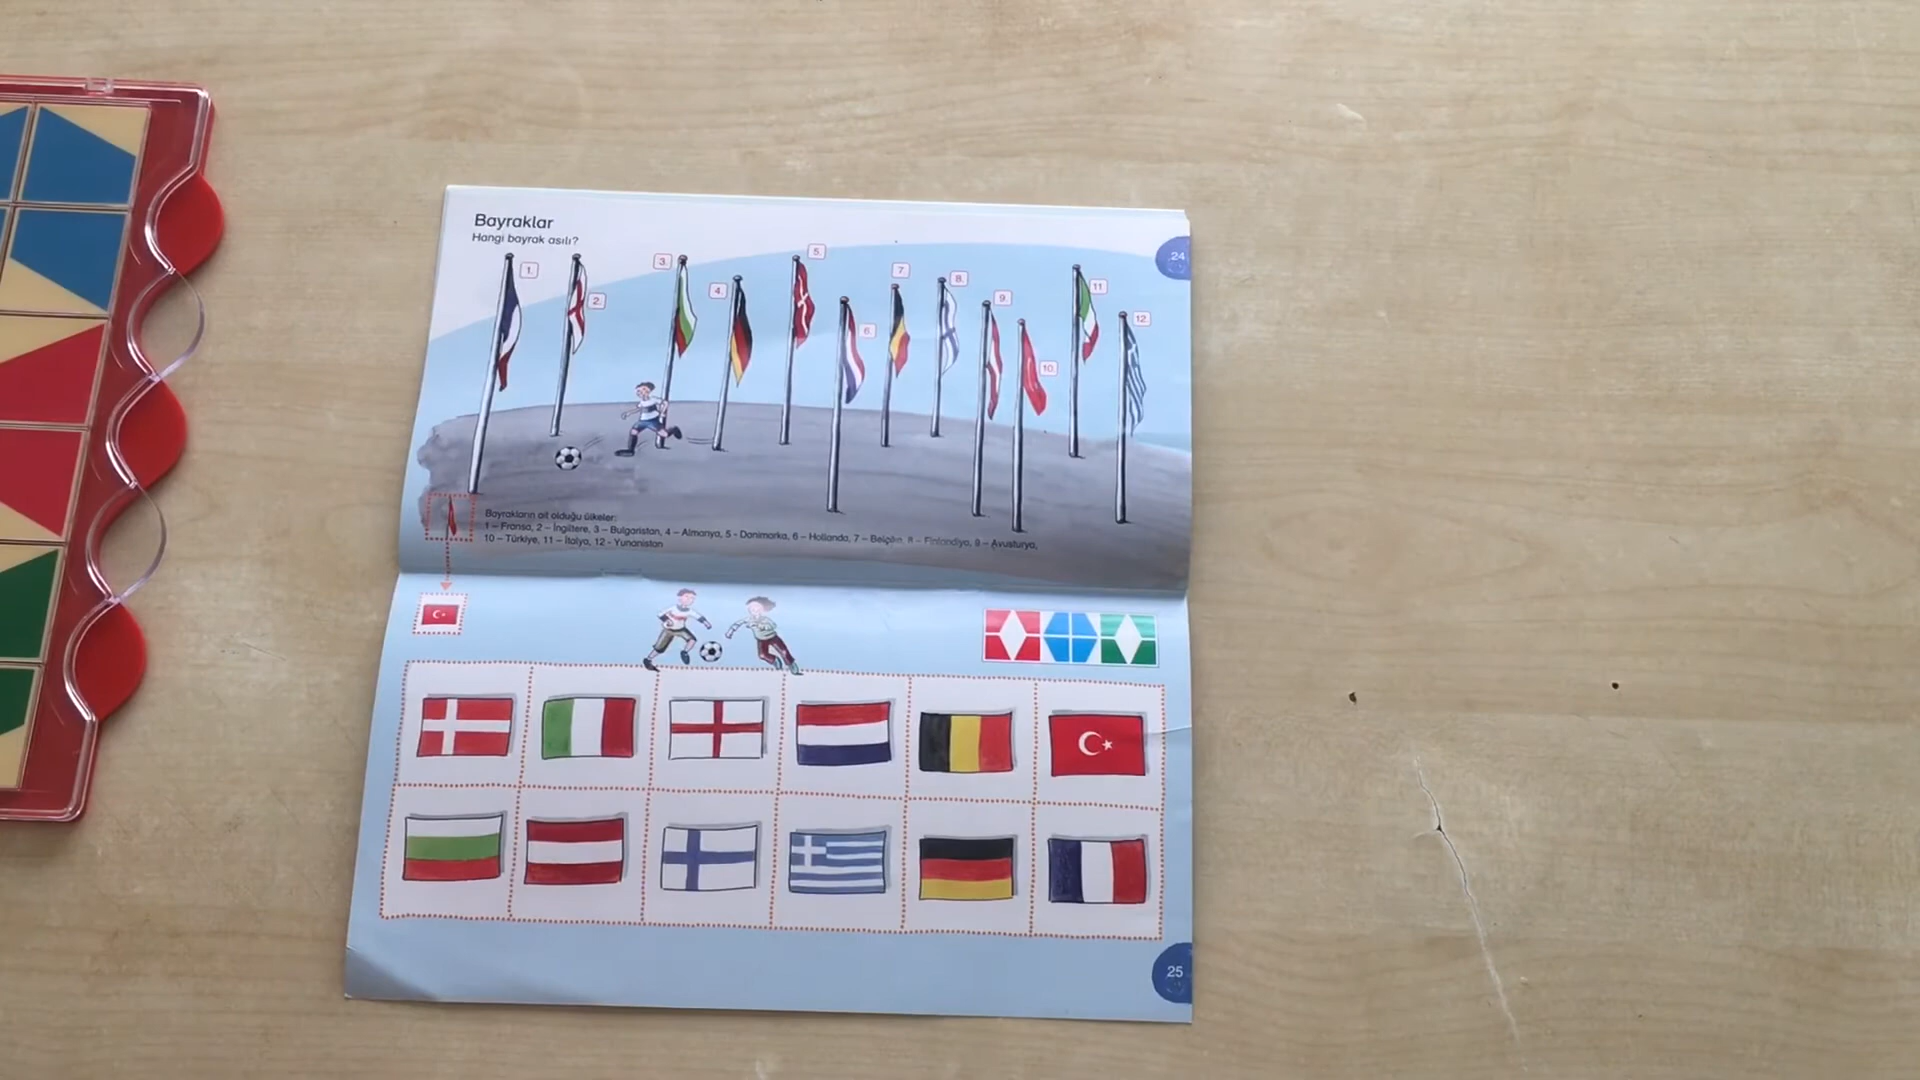 Bayraklar
Hangi bayrak asılı?
24
1.
2.
3.
4.
5.
6.
7.
8.
9.
10.
11
12.
Bayrakların ait olduğu ülkeler:
1 – Fransa, 2 – İngiltere, 3 – Bulgaristan, 4 – Almanya, 5 - Danimarka, 6 – Hollanda, 7 – Belçika, 8 – Finlandiya, 9 – Avusturya,
10 – Türkiye, 11 – İtalya, 12 - Yunanistan
25